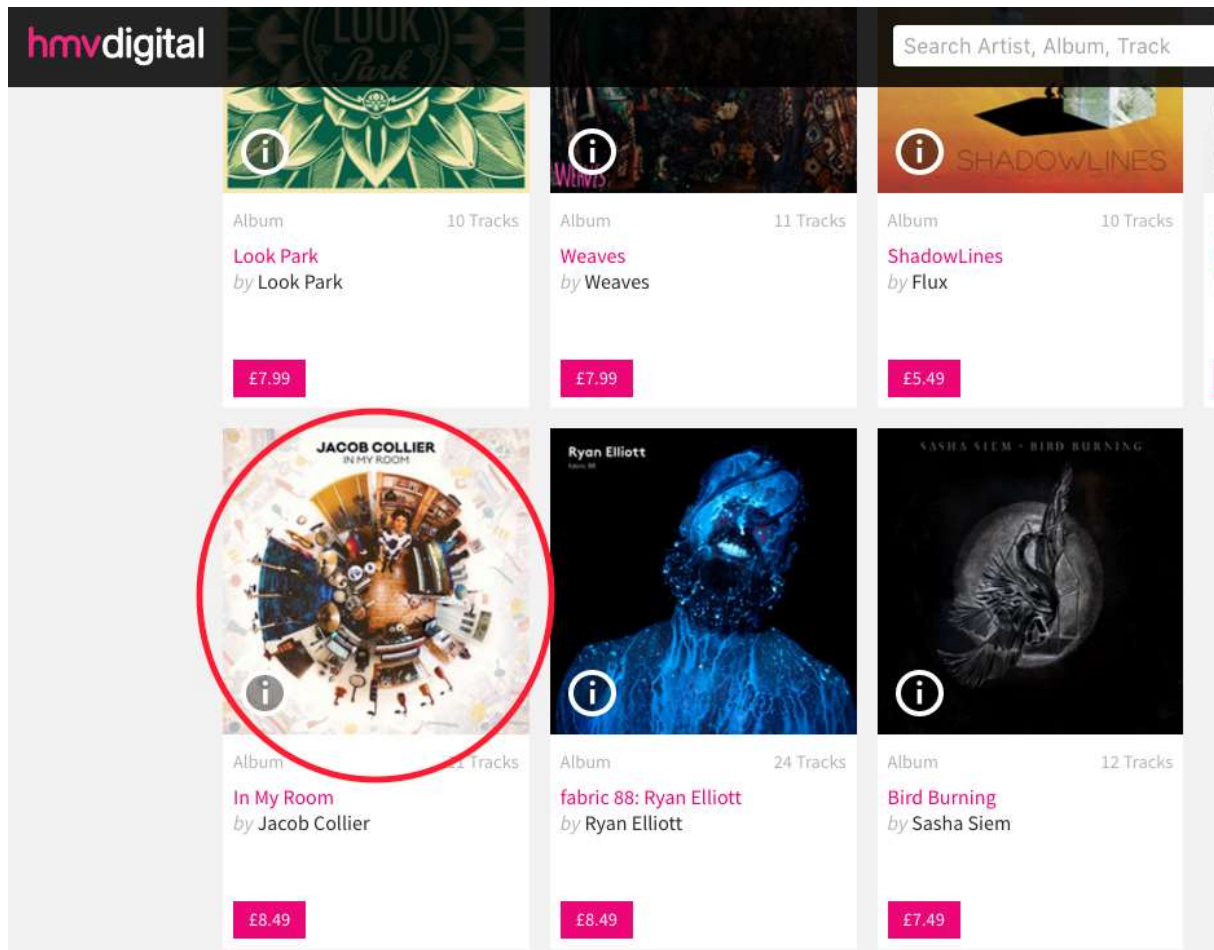 hmvdigital
Search Artist, Album, Track
LOOK
Park
WEAVES
SHADOWLINES
Album 10 Tracks
Look Park
by Look Park
£7.99
Album 11 Tracks
Weaves
by Weaves
£7.99
Album 10 Tracks
ShadowLines
by Flux
£5.49
JACOB COLLIER
IN MY ROOM
Album 11 Tracks
In My Room
by Jacob Collier
£8.49
Ryan Elliott
fabric 88
Album 24 Tracks
fabric 88: Ryan Elliott
by Ryan Elliott
£8.49
SASHA SIEM - BIRD BURNING
Album 12 Tracks
Bird Burning
by Sasha Siem
£7.49